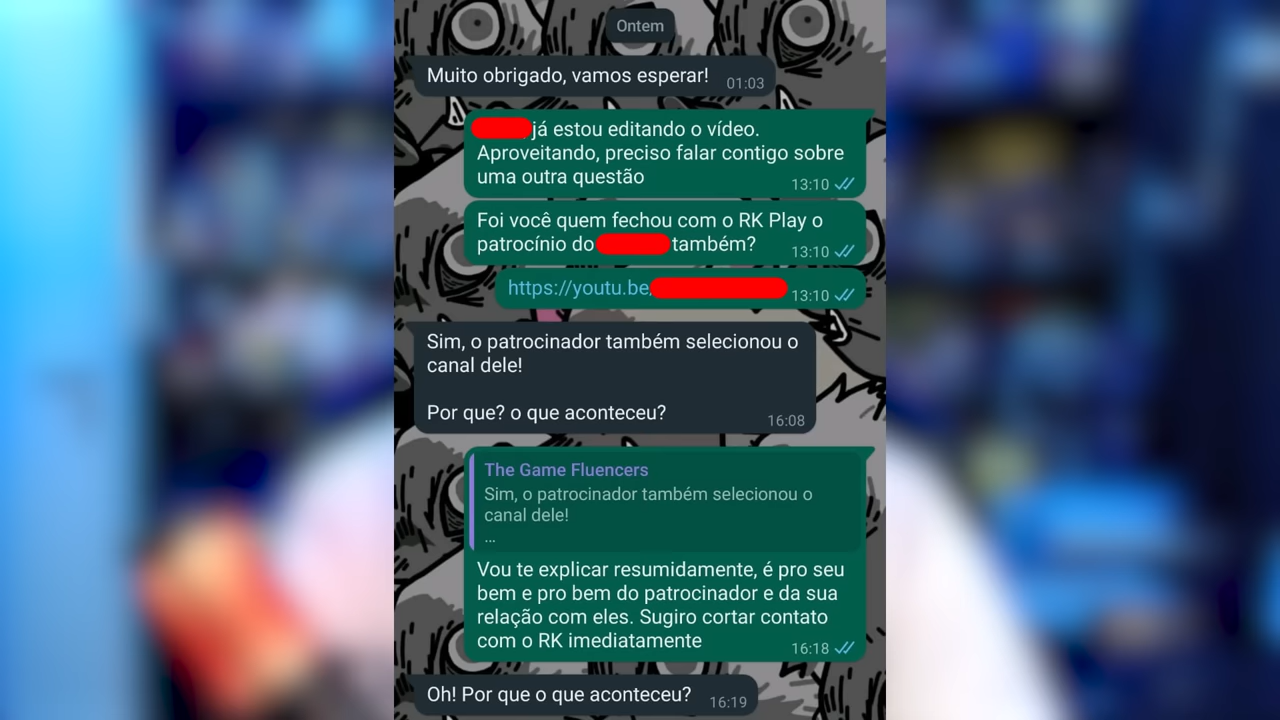 Ontem
Muito obrigado, vamos esperar! 01:03
já estou editando o vídeo.
Aproveitando, preciso falar contigo sobre
uma outra questão 13:10
Foi você quem fechou com o RK Play o
patrocínio do também? 13:10
https://youtu.be 13:10
Sim, o patrocinador também selecionou o
canal dele!
Por que? o que aconteceu? 16:08
The Game Fluencers
Sim, o patrocinador também selecionou o
canal dele!
...
Vou te explicar resumidamente, é pro seu
bem e pro bem do patrocinador e da sua
relação com eles. Sugiro cortar contato
com o RK imediatamente 16:18
Oh! Por que o que aconteceu? 16:19